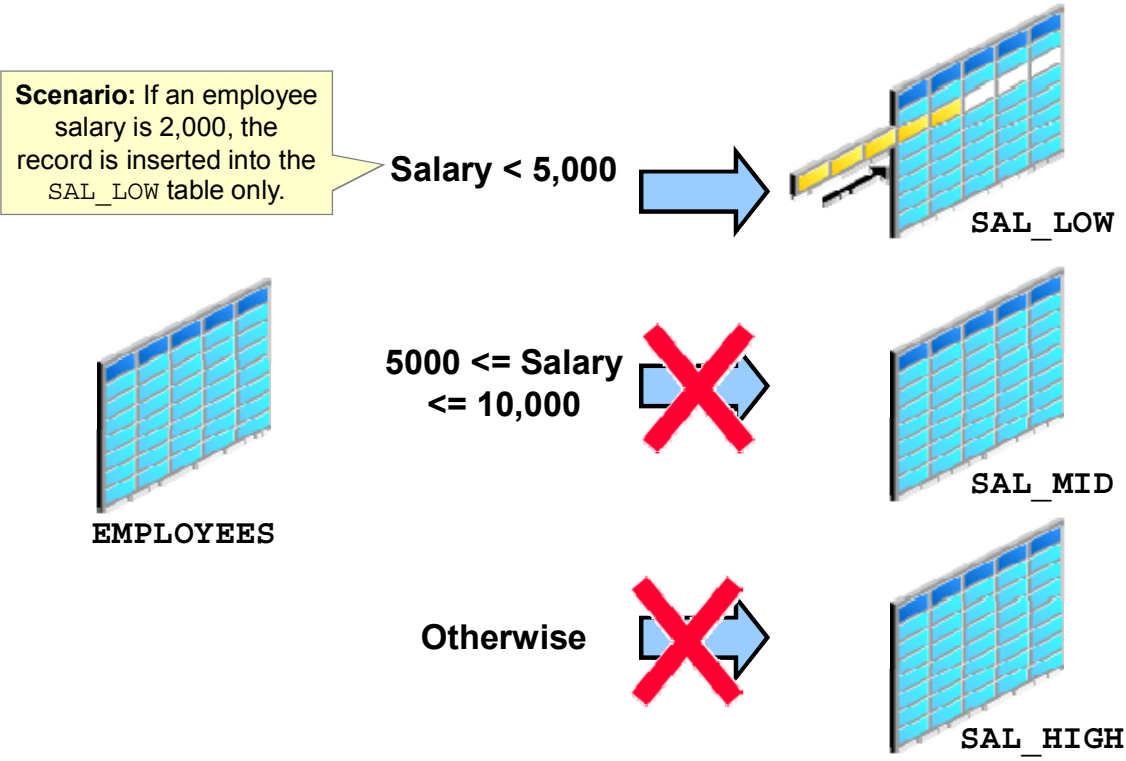 Scenario: If an employee
salary is 2,000, the
record is inserted into the
SAL_LOW table only.
Salary < 5,000
SAL_LOW
5000 <= Salary
<= 10,000
SAL_MID
EMPLOYEES
Otherwise
SAL_HIGH